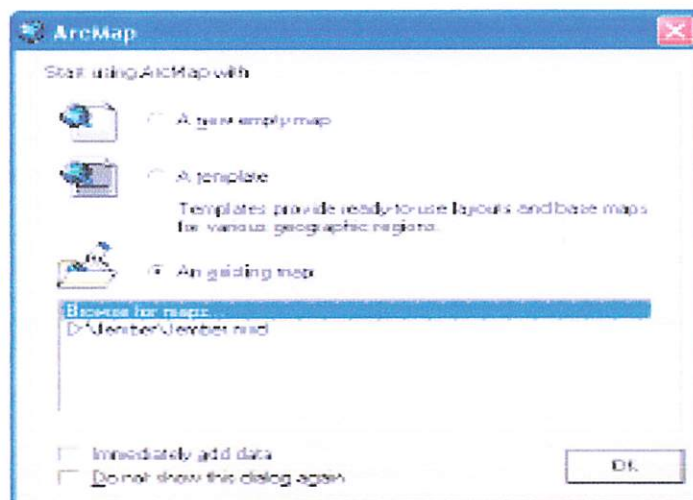 ArcMap
Start using ArcMap with
A new empty map
A template
Templates provide ready-to-use layouts and base maps
for various geographic regions.
An existing map
Browse for maps...
Immediately add data
Do not show this dialog again
OK